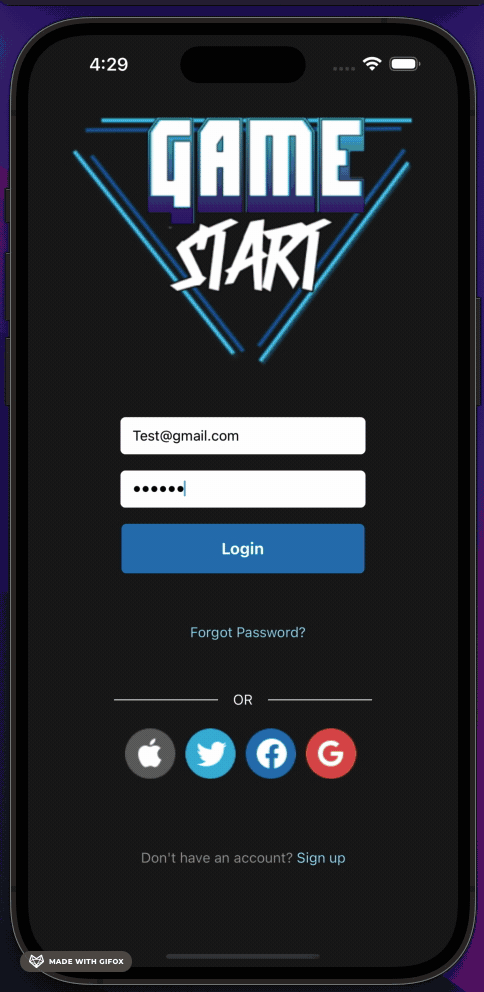 4:29
GAME
START
Test@gmail.com
••••••
Login
Forgot Password?
OR
Don't have an account? Sign up
MADE WITH GIFOX